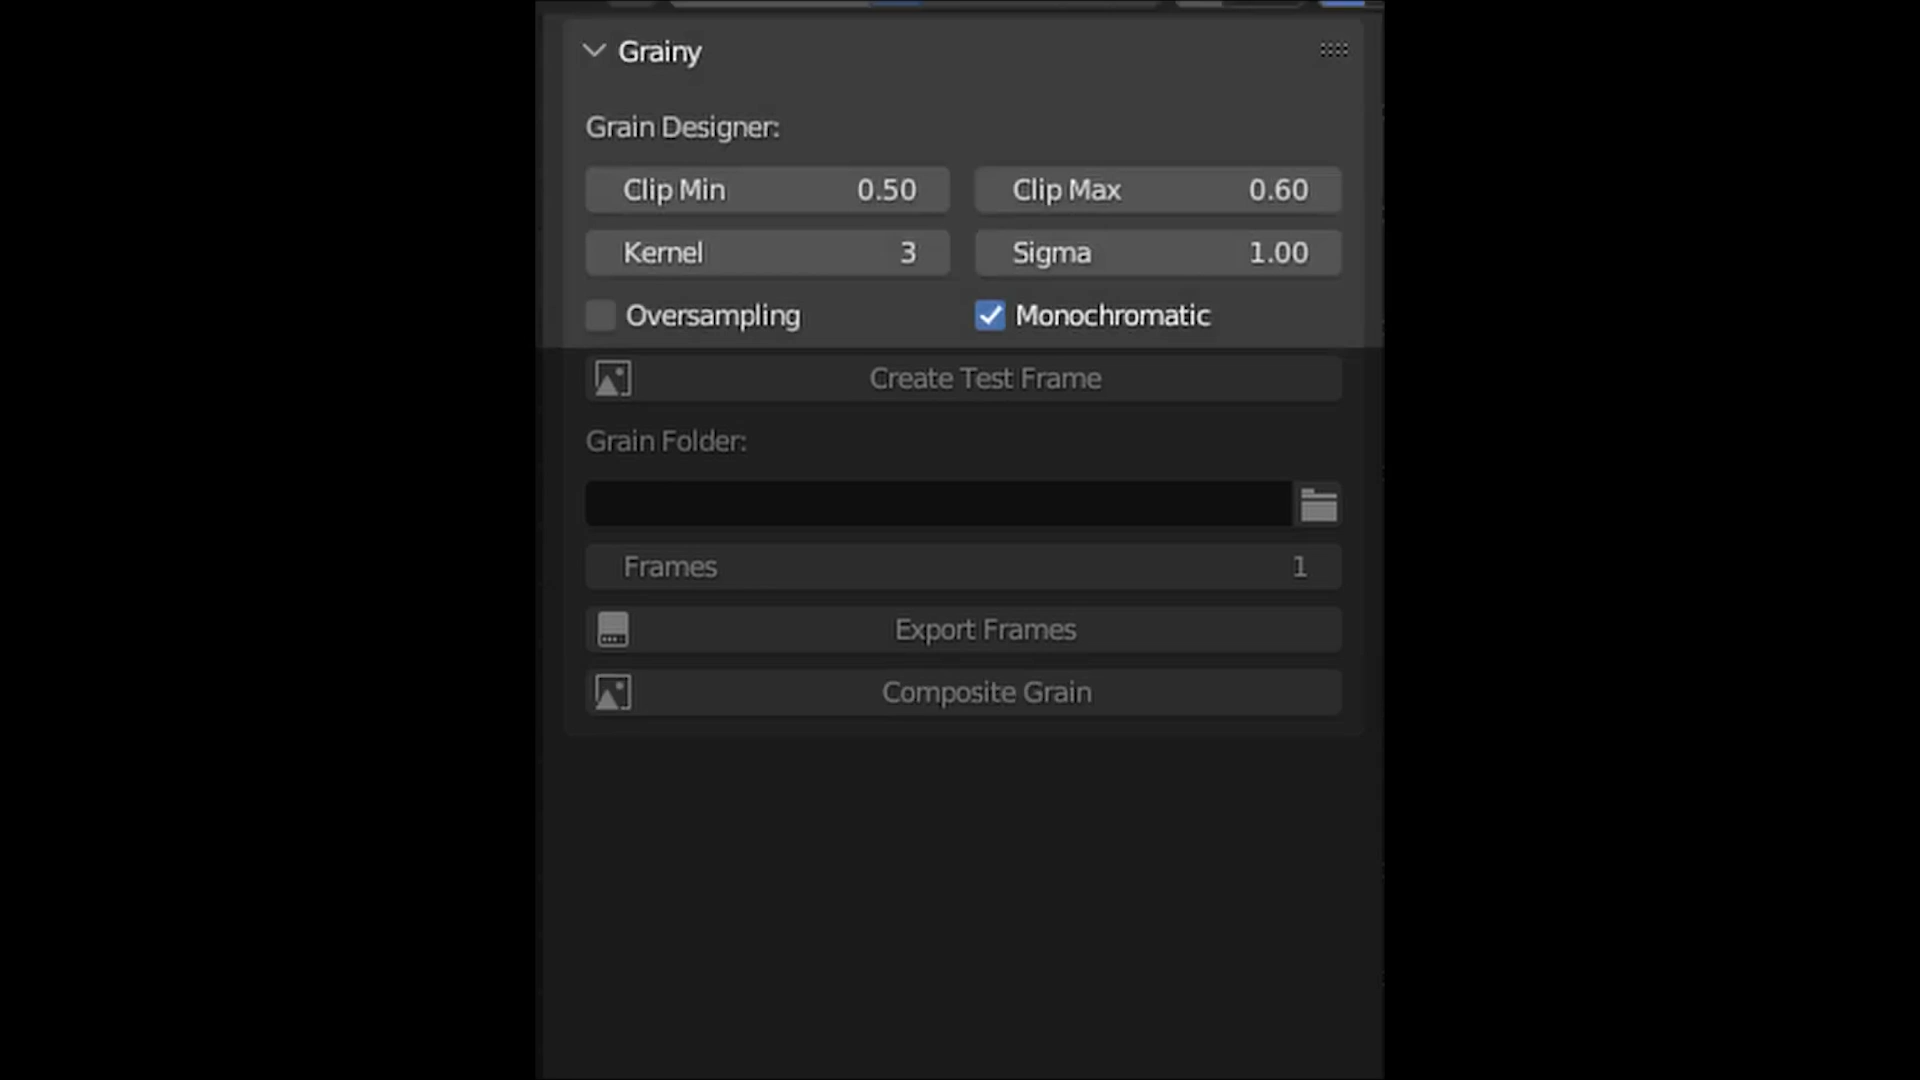 Grainy
Grain Designer:
Clip Min 0.50 Clip Max 0.60
Kernel 3 Sigma 1.00
Oversampling Monochromatic
Create Test Frame
Grain Folder:
Frames 1
Export Frames
Composite Grain